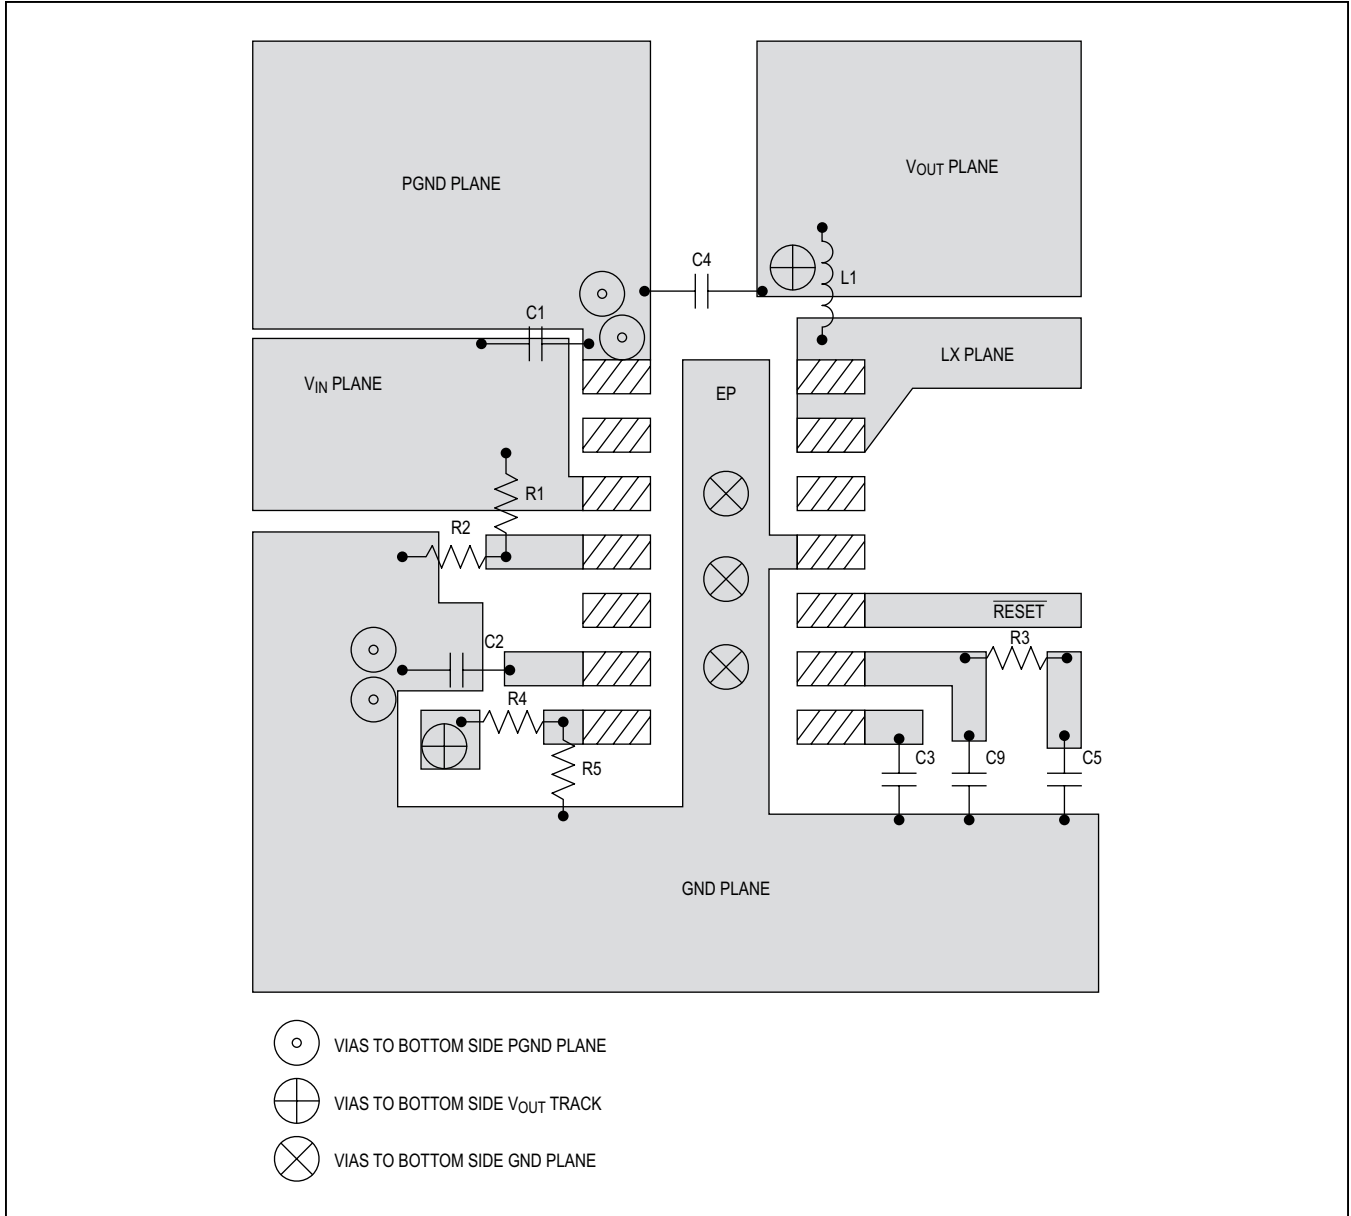 PGND PLANE
VOUT PLANE
C4
L1
C1
LX PLANE
VIN PLANE
EP
R1
R2
RESET
R3
C2
R4
R5
C3
C9
C5
GND PLANE
VIAS TO BOTTOM SIDE PGND PLANE
VIAS TO BOTTOM SIDE VOUT TRACK
VIAS TO BOTTOM SIDE GND PLANE